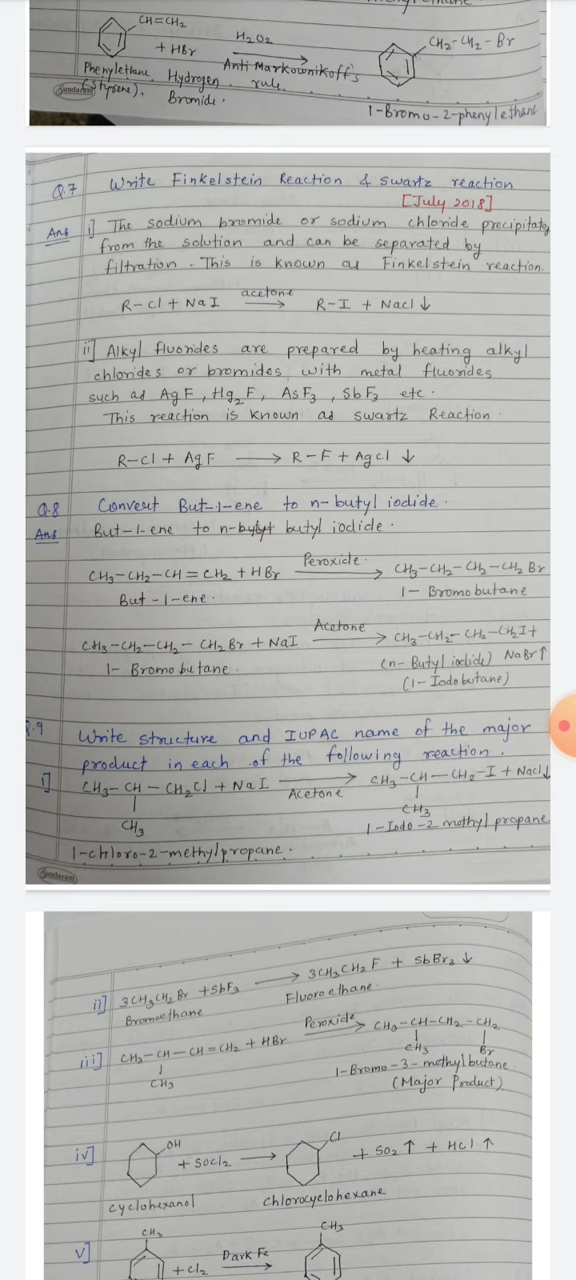 CH=CH₂
+ HBr
H₂O₂
Anti Markownikoff's
rule.
CH₂-CH₂-Br
Phenylethane
(Styrene).
Hydrogen
Bromide.
1-Bromo-2-phenylethane
Sundaram
Q.7 Write Finkelstein Reaction & Swartz reaction
[July 2018]
Ans i] The sodium bromide or sodium chloride precipitates
from the solution and can be separated by
filtration. This is known as Finkelstein reaction.
R-Cl + NaI acetone → R-I + NaCl ↓
ii] Alkyl fluorides are prepared by heating alkyl
chlorides or bromides with metal fluorides
such as AgF, Hg₂F, AsF₃, SbF₃ etc.
This reaction is known as swartz Reaction.
R-Cl + AgF → R-F + AgCl ↓
Q.8 Convert But-1-ene to n-butyl iodide.
Ans But-1-ene to n-butyl iodide.
CH₃-CH₂-CH=CH₂ + HBr Peroxide → CH₃-CH₂-CH₂-CH₂Br
But-1-ene. 1-Bromobutane
CH₃-CH₂-CH₂-CH₂Br + NaI Acetone → CH₃-CH₂-CH₂-CH₂I +
1-Bromobutane. (n-Butyl iodide) NaBr↑
(1-Iodobutane)
Q.9 Write structure and IUPAC name of the major
product in each of the following reaction.
i] CH₃-CH-CH₂Cl + NaI Acetone → CH₃-CH-CH₂-I + NaCl↓
CH₃ CH₃
1-Iodo-2 methyl propane
1-chloro-2-methylpropane.
Sundaram
ii] 3CH₃CH₂Br + SbF₃ → 3CH₃CH₂F + SbBr₃ ↓
Bromoethane Fluoroethane.
iii] CH₃-CH-CH=CH₂ + HBr Peroxide → CH₃-CH-CH₂-CH₂
CH₃ CH₃ Br
1-Bromo-3-methylbutane.
(Major Product)
iv] OH + SOCl₂ → Cl + SO₂ ↑ + HCl ↑
cyclohexanol chlorocyclohexane
CH₃ CH₃
v] + Cl₂ Dark Fe →